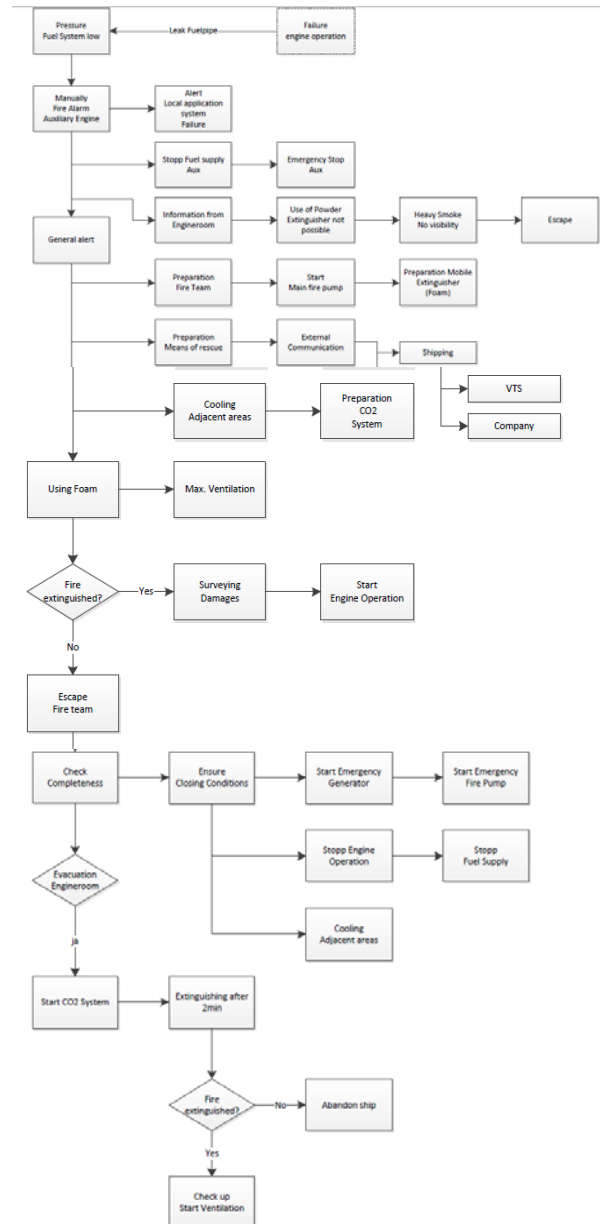 Pressure
Fuel System low
Leak Fuelpipe
Failure
engine operation
Manually
Fire Alarm
Auxiliary Engine
Alert
Local application
system
Failure
Stopp Fuel supply
Aux
Emergency Stop
Aux
Information from
Engineroom
Use of Powder
Extinguisher not
possible
Heavy Smoke
No visibility
Escape
General alert
Preparation
Fire Team
Start
Main fire pump
Preparation Mobile
Extinguisher
(Foam)
Preparation
Means of rescue
External
Communication
Shipping
VTS
Company
Cooling
Adjacent areas
Preparation
CO2
System
Using Foam
Max. Ventilation
Fire
extinguished?
Yes
Surveying
Damages
Start
Engine Operation
No
Escape
Fire team
Check
Completeness
Ensure
Closing Conditions
Start Emergency
Generator
Start Emergency
Fire Pump
Stopp Engine
Operation
Stopp
Fuel Supply
Evacuation
Engineroom
Cooling
Adjacent areas
ja
Start CO2 System
Extinguishing after
2min
Fire
extinguished?
No
Abandon ship
Yes
Check up
Start Ventilation